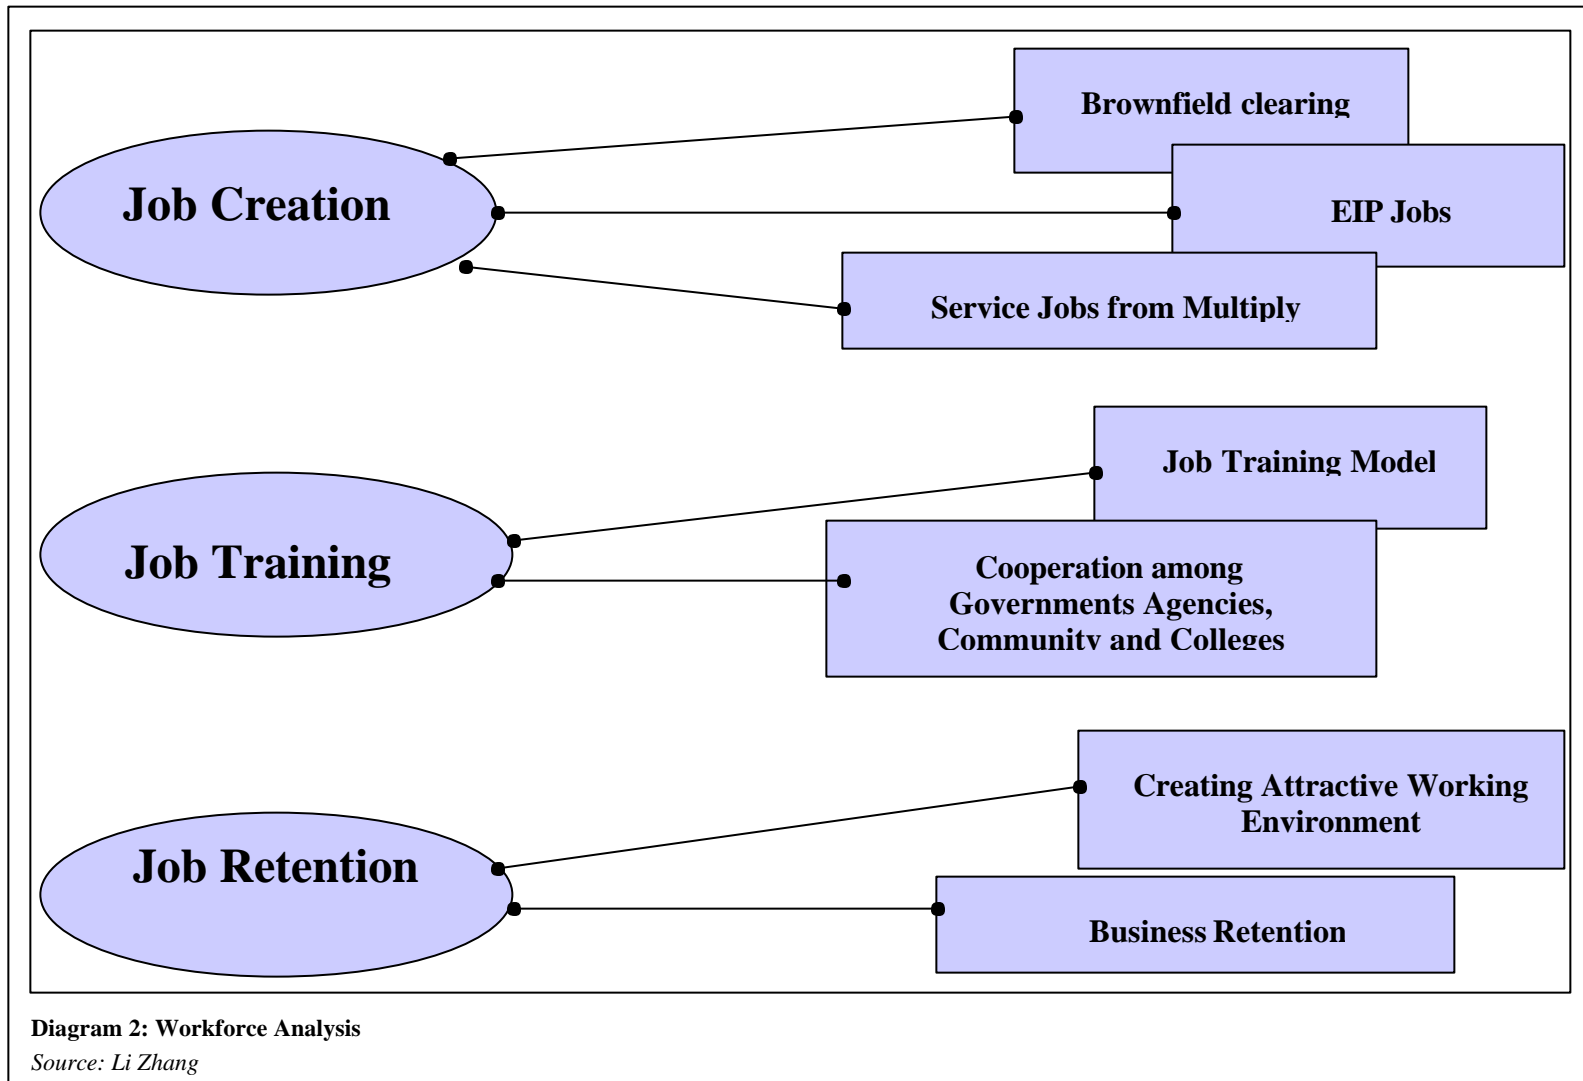 Brownfield clearing
Job Creation
EIP Jobs
Service Jobs from Multiply
Job Training Model
Job Training
Cooperation among
Governments Agencies,
Community and Colleges
Creating Attractive Working
Environment
Job Retention
Business Retention
Diagram 2: Workforce Analysis
Source: Li Zhang